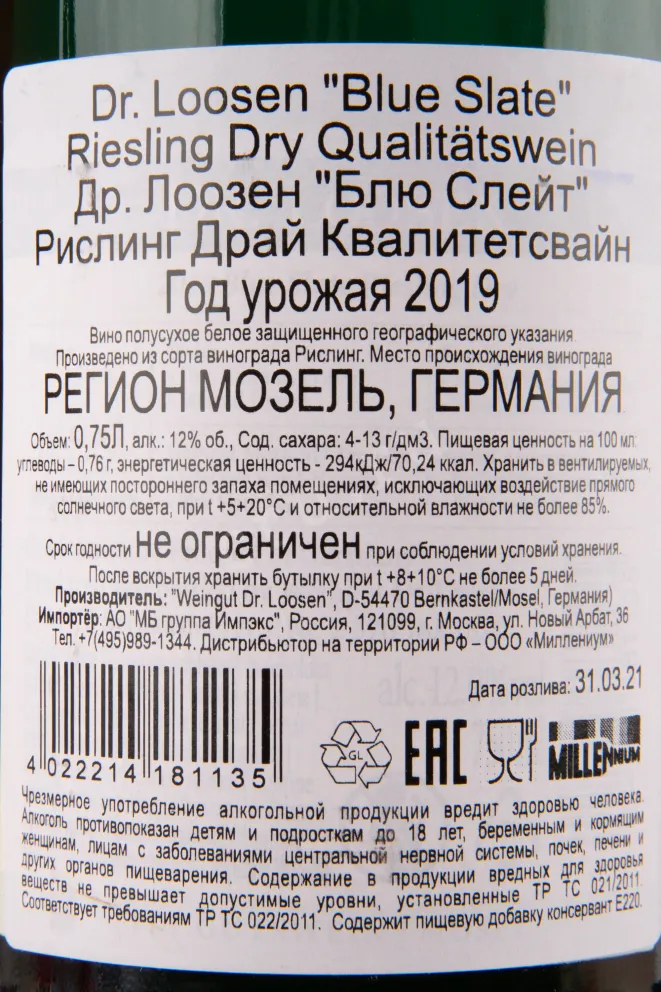 Dr. Loosen "Blue Slate"
Riesling Dry Qualitätswein
Др. Лоозен "Блю Слейт"
Рислинг Драй Квалитетсвайн
Год урожая 2019
Вино полусухое белое защищенного географического указания
Произведено из сорта винограда Рислинг. Место происхождения винограда
РЕГИОН МОЗЕЛЬ, ГЕРМАНИЯ
Объем: 0,75Л, алк.: 12% об., Сод. сахара: 4-13 г/дм3. Пищевая ценность на 100 мл:
углеводы – 0,76 г, энергетическая ценность - 294кДж/70,24 ккал. Хранить в вентилируемых,
не имеющих постороннего запаха помещениях, исключающих воздействие прямого
солнечного света, при t +5+20°С и относительной влажности не более 85%.
Срок годности не ограничен при соблюдении условий хранения.
После вскрытия хранить бутылку при t +8+10°С не более 5 дней.
Производитель: "Weingut Dr. Loosen", D-54470 Bernkastel/Mosel, Германия)
Импортёр: АО "МБ группа Импэкс", Россия, 121099, г. Москва, ул. Новый Арбат, 36
Тел. +7(495)989-1344. Дистрибьютор на территории РФ – ООО «Миллениум»
Дата розлива: 31.03.21
4 022214 181135
GL
EAC
MILLENNIUM
Чрезмерное употребление алкогольной продукции вредит здоровью человека.
Алкоголь противопоказан детям и подросткам до 18 лет, беременным и кормящим
женщинам, лицам с заболеваниями центральной нервной системы, почек, печени и
других органов пищеварения. Содержание в продукции вредных для здоровья
веществ не превышает допустимые уровни, установленные ТР ТС 021/2011.
Соответствует требованиям ТР ТС 022/2011. Содержит пищевую добавку консервант Е220.